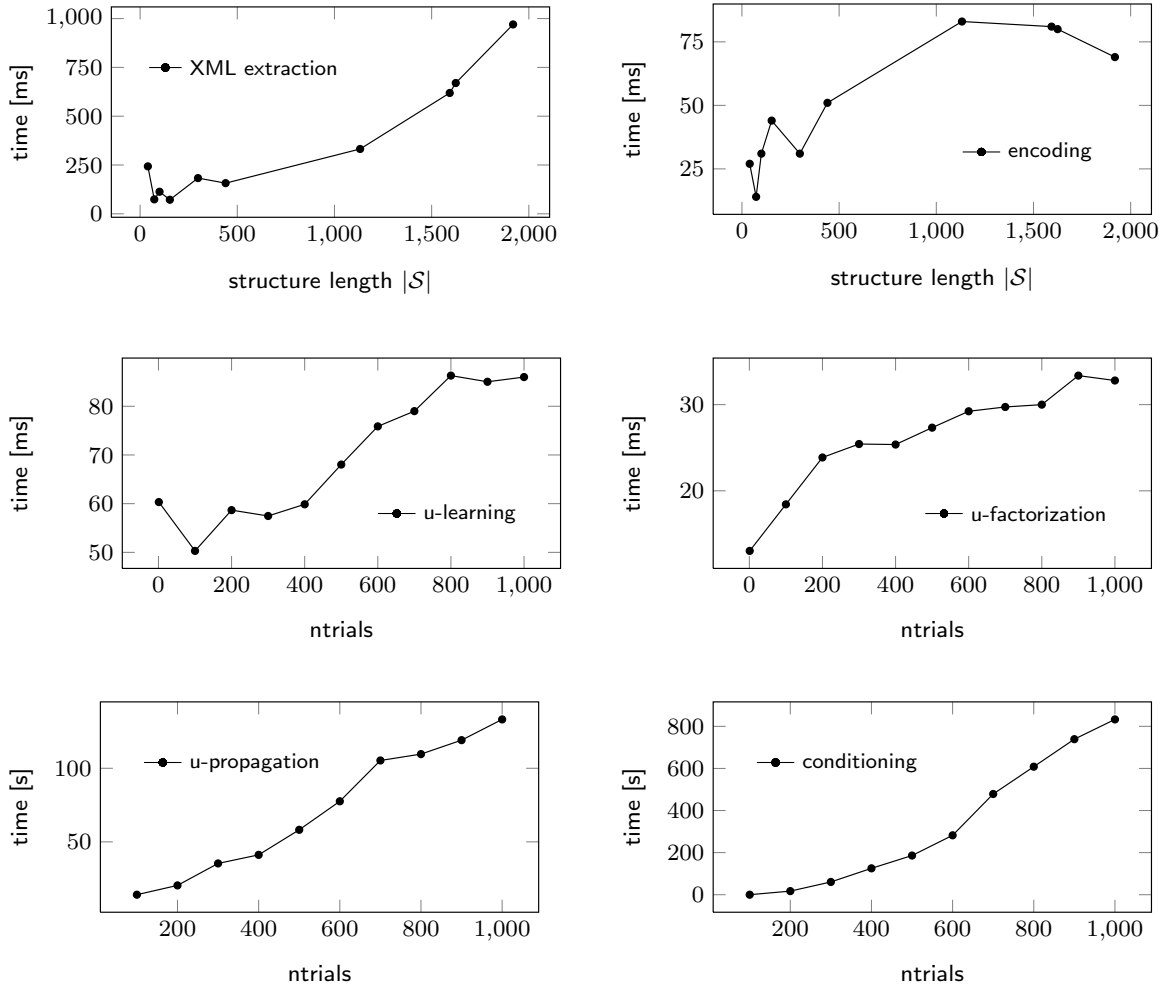 1,000
750
500
250
0
time [ms]
XML extraction
0 500 1,000 1,500 2,000
structure length |S|
75
50
25
time [ms]
encoding
0 500 1,000 1,500 2,000
structure length |S|
80
70
60
50
time [ms]
u-learning
0 200 400 600 800 1,000
ntrials
30
20
time [ms]
u-factorization
0 200 400 600 800 1,000
ntrials
100
50
time [s]
u-propagation
200 400 600 800 1,000
ntrials
800
600
400
200
0
time [s]
conditioning
200 400 600 800 1,000
ntrials